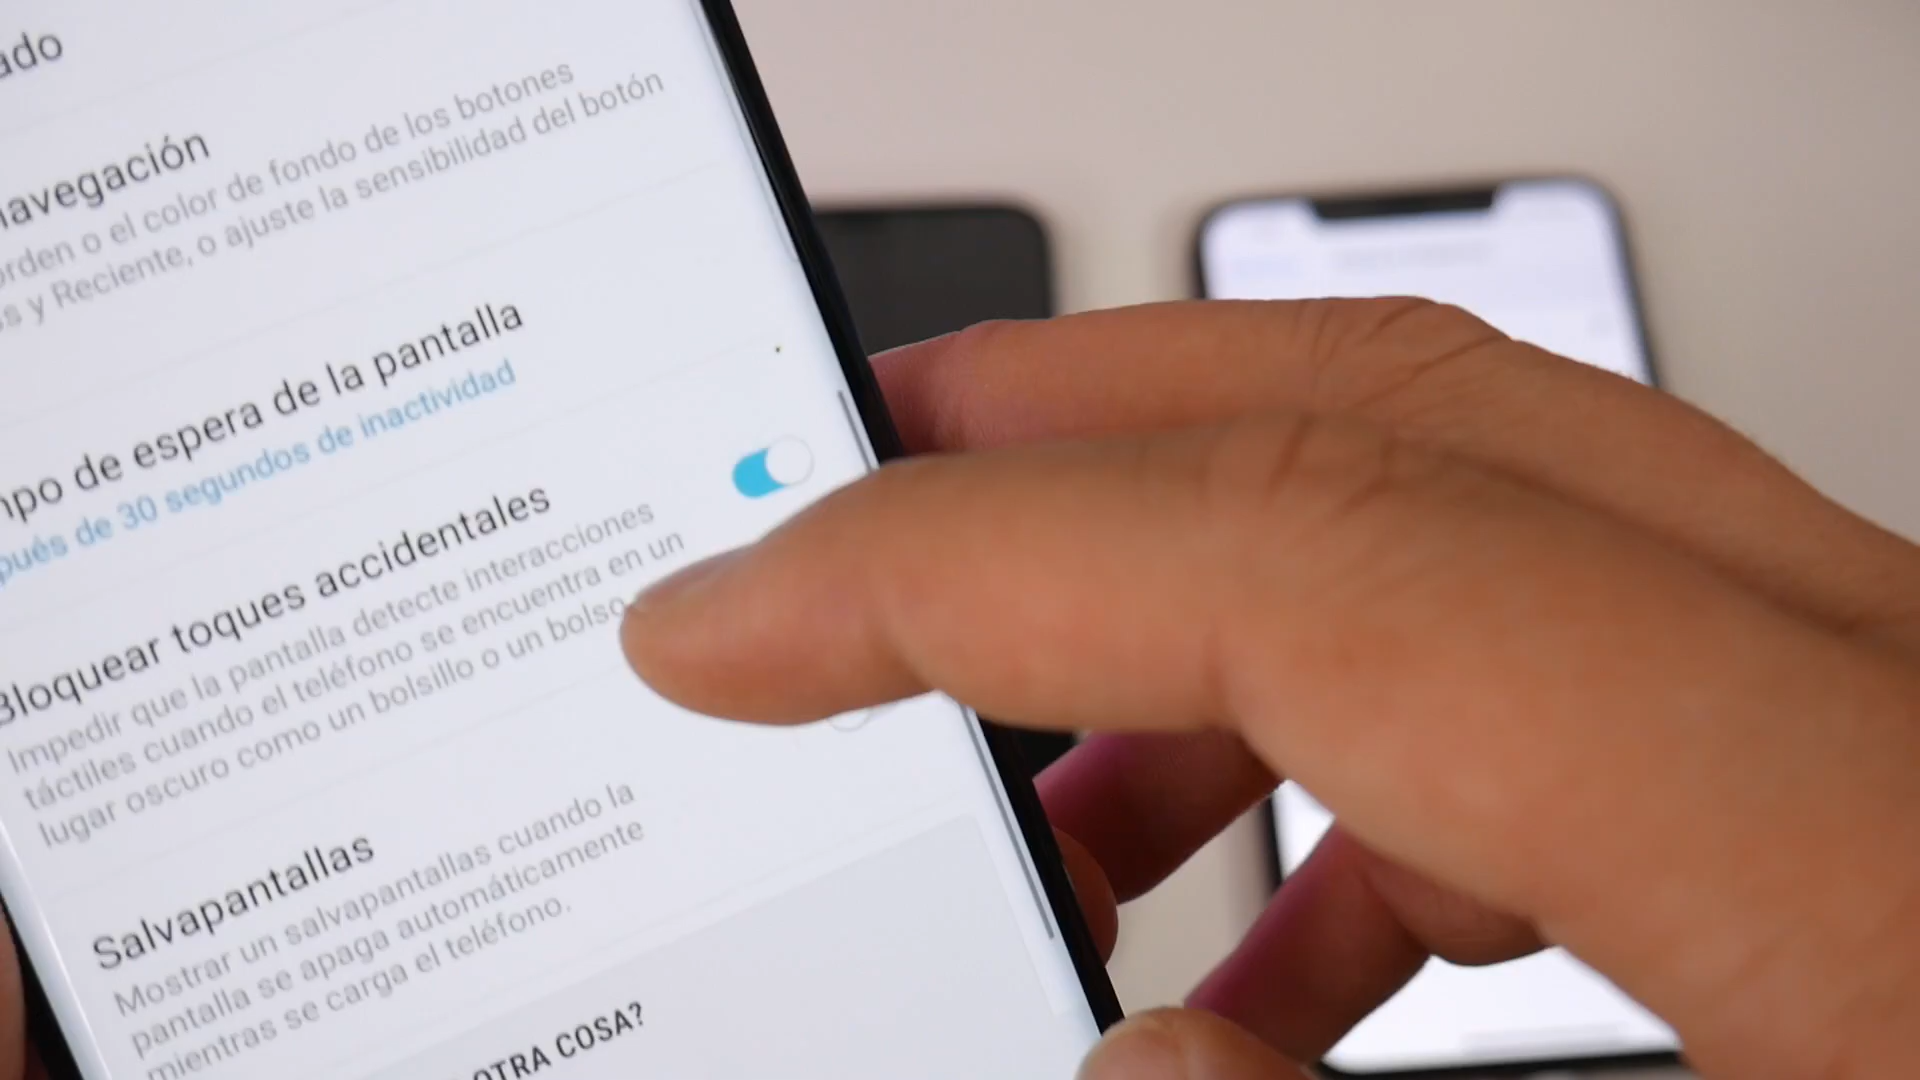 ado
navegación
orden o el color de fondo de los botones
s y Reciente, o ajuste la sensibilidad del botón
mpo de espera de la pantalla
pués de 30 segundos de inactividad
Bloquear toques accidentales
Impedir que la pantalla detecte interacciones
táctiles cuando el teléfono se encuentra en un
lugar oscuro como un bolsillo o un bolso
Salvapantallas
Mostrar un salvapantallas cuando la
pantalla se apaga automáticamente
mientras se carga el teléfono.
OTRA COSA?